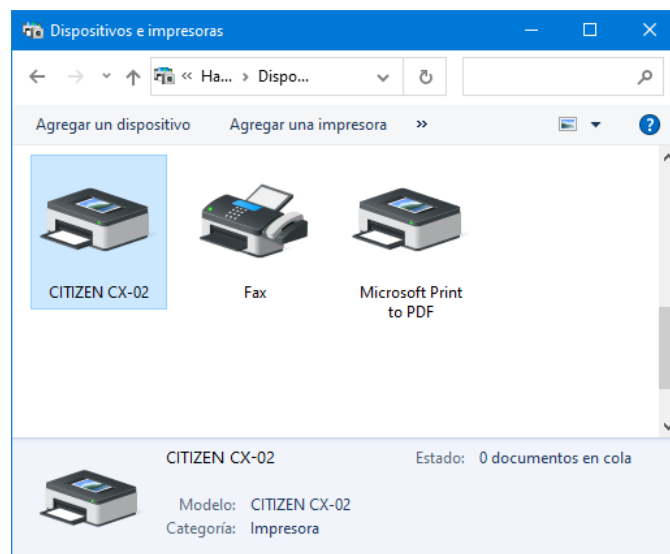 Dispositivos e impresoras
« Ha... › Dispo...
Agregar un dispositivo Agregar una impresora »
?
CITIZEN CX-02 Fax Microsoft Print
to PDF
CITIZEN CX-02 Estado: 0 documentos en cola
Modelo: CITIZEN CX-02
Categoría: Impresora